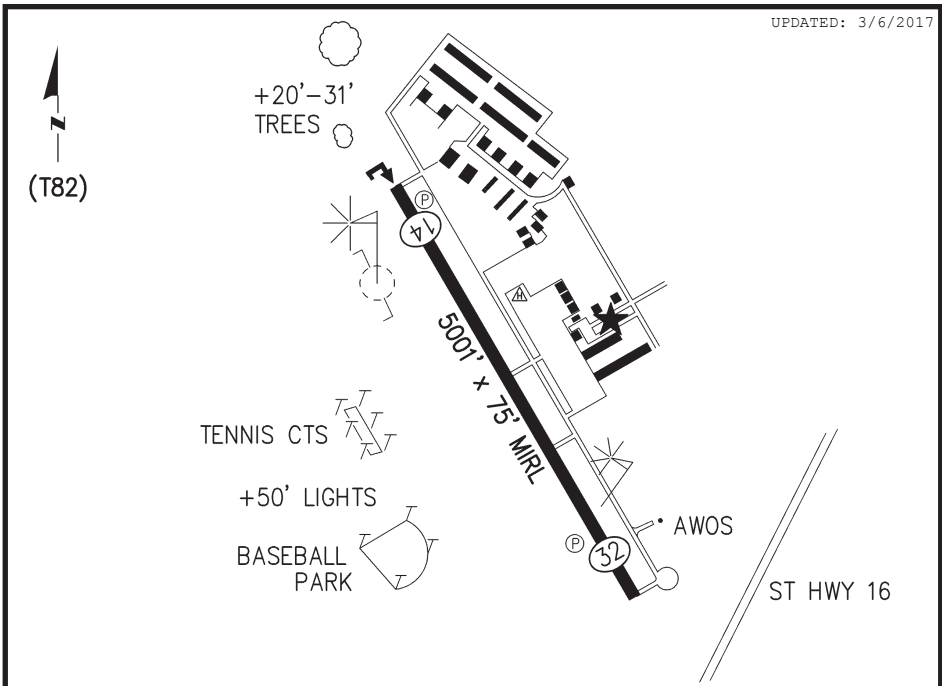 UPDATED: 3/6/2017
+20'-31'
TREES
N
(T82)
P
14
H
5001' x 75' MIRL
TENNIS CTS
+50' LIGHTS
BASEBALL
PARK
P
32
AWOS
ST HWY 16